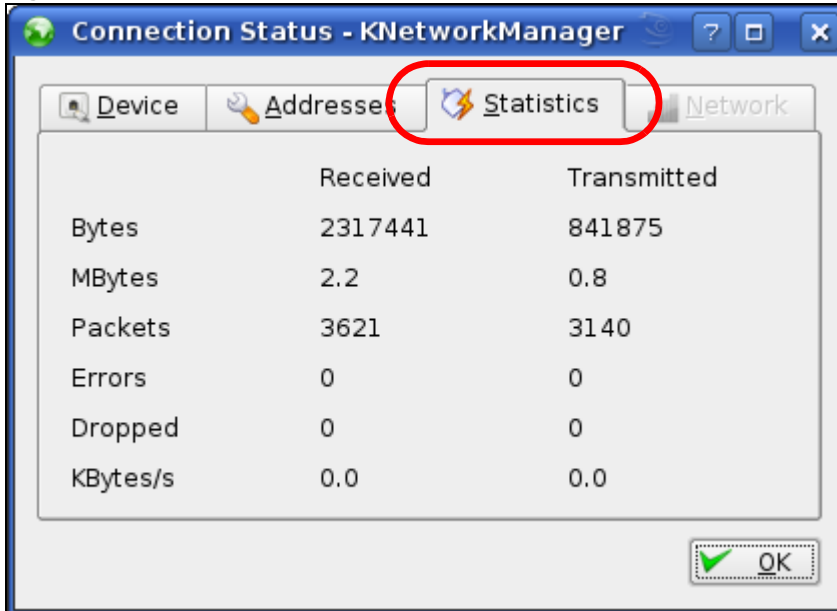 Connection Status - KNetworkManager
Device Addresses Statistics Network
Received Transmitted
Bytes 2317441 841875
MBytes 2.2 0.8
Packets 3621 3140
Errors 0 0
Dropped 0 0
KBytes/s 0.0 0.0
OK